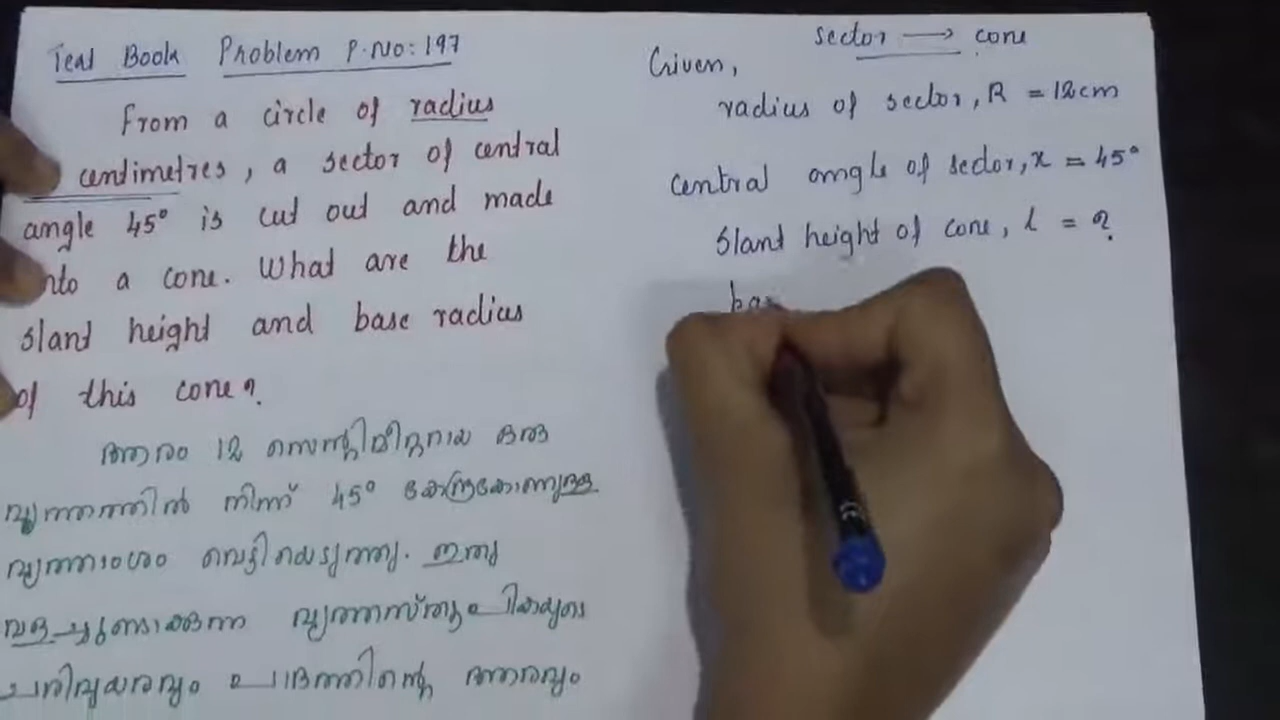 Text Book Problem P.No:197
From a circle of radius
centimetres, a sector of central
angle 45° is cut out and made
into a cone. What are the
slant height and base radius
of this cone?
ആരം 12 സെന്റിമീറ്ററായ ഒരു
വൃത്തത്തിൽ നിന്ന് 45° കേന്ദ്രകോണുള്ള
വൃത്താംശം വെട്ടിയെടുത്തു. ഇതു
വളച്ചുണ്ടാക്കുന്ന വൃത്തസ്തൂപികയുടെ
ചരിവുയരവും പാദത്തിന്റെ ആരവും
sector → cone
Given,
radius of sector, R = 12cm
central angle of sector, x = 45°
slant height of cone, l = ?
bas